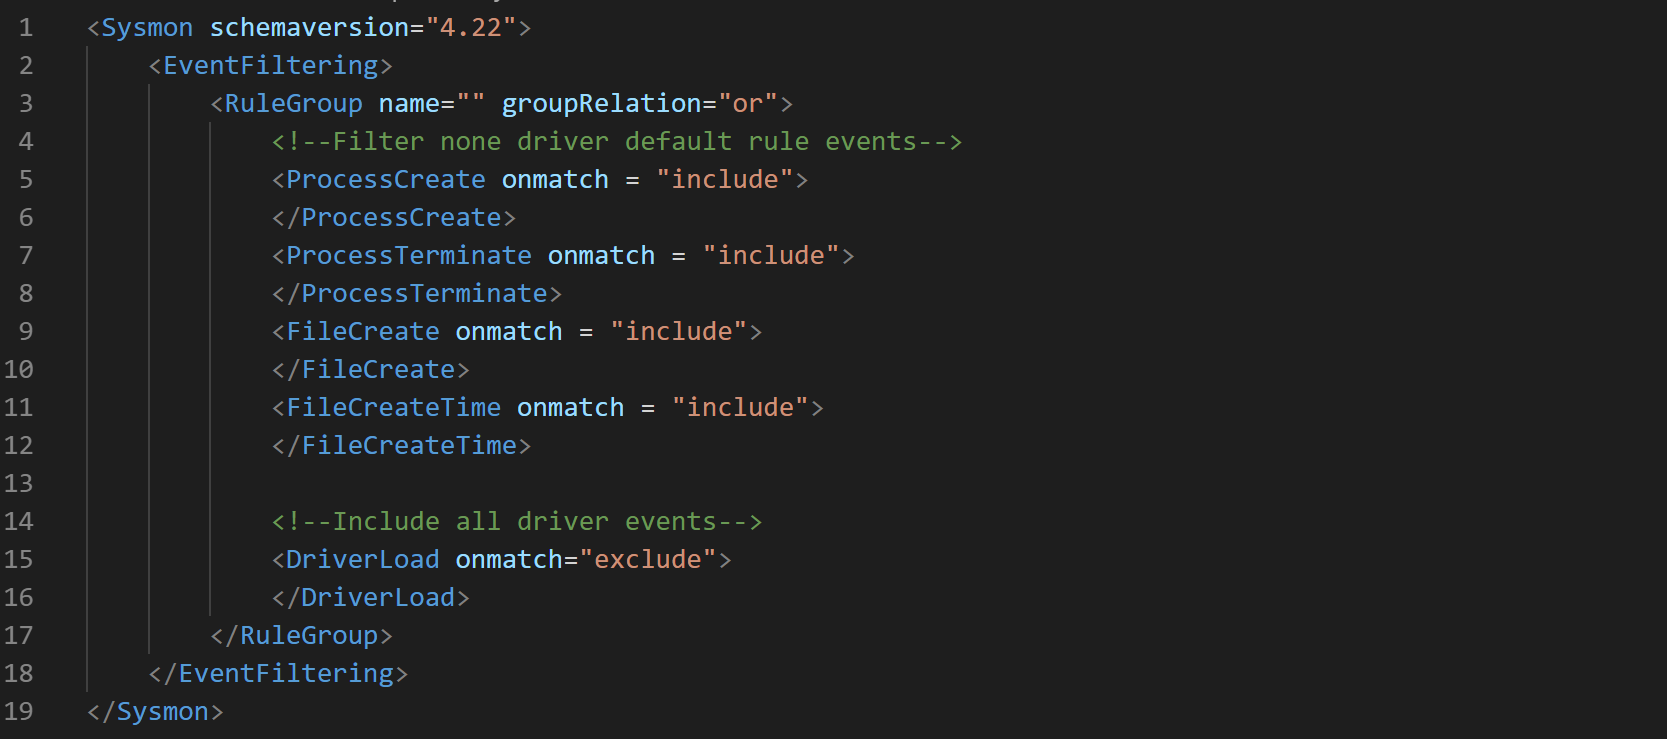 1 <Sysmon schemaversion="4.22">
2 <EventFiltering>
3 <RuleGroup name="" groupRelation="or">
4 <!--Filter none driver default rule events-->
5 <ProcessCreate onmatch = "include">
6 </ProcessCreate>
7 <ProcessTerminate onmatch = "include">
8 </ProcessTerminate>
9 <FileCreate onmatch = "include">
10 </FileCreate>
11 <FileCreateTime onmatch = "include">
12 </FileCreateTime>
13
14 <!--Include all driver events-->
15 <DriverLoad onmatch="exclude">
16 </DriverLoad>
17 </RuleGroup>
18 </EventFiltering>
19 </Sysmon>